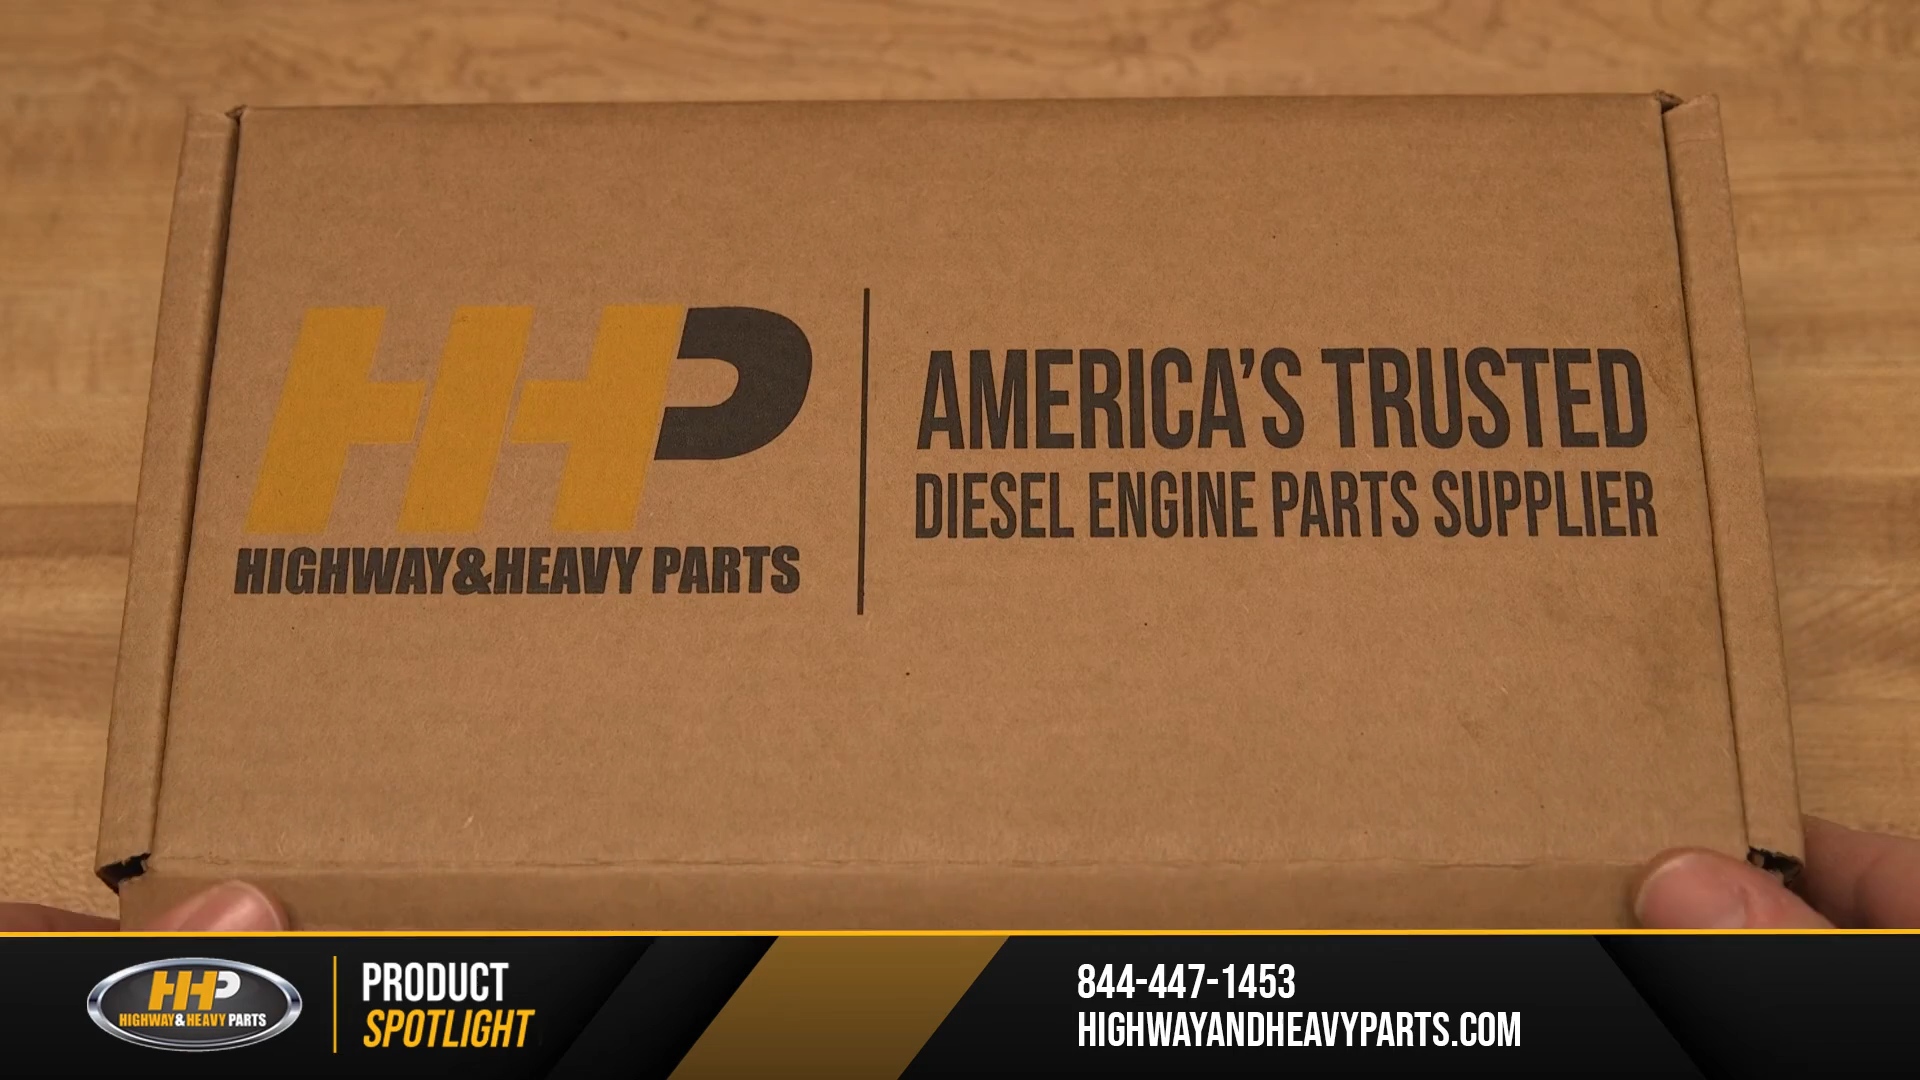 HHP
HIGHWAY&HEAVY PARTS
AMERICA'S TRUSTED
DIESEL ENGINE PARTS SUPPLIER
HHP
HIGHWAY & HEAVY PARTS
PRODUCT
SPOTLIGHT
844-447-1453
HIGHWAYANDHEAVYPARTS.COM